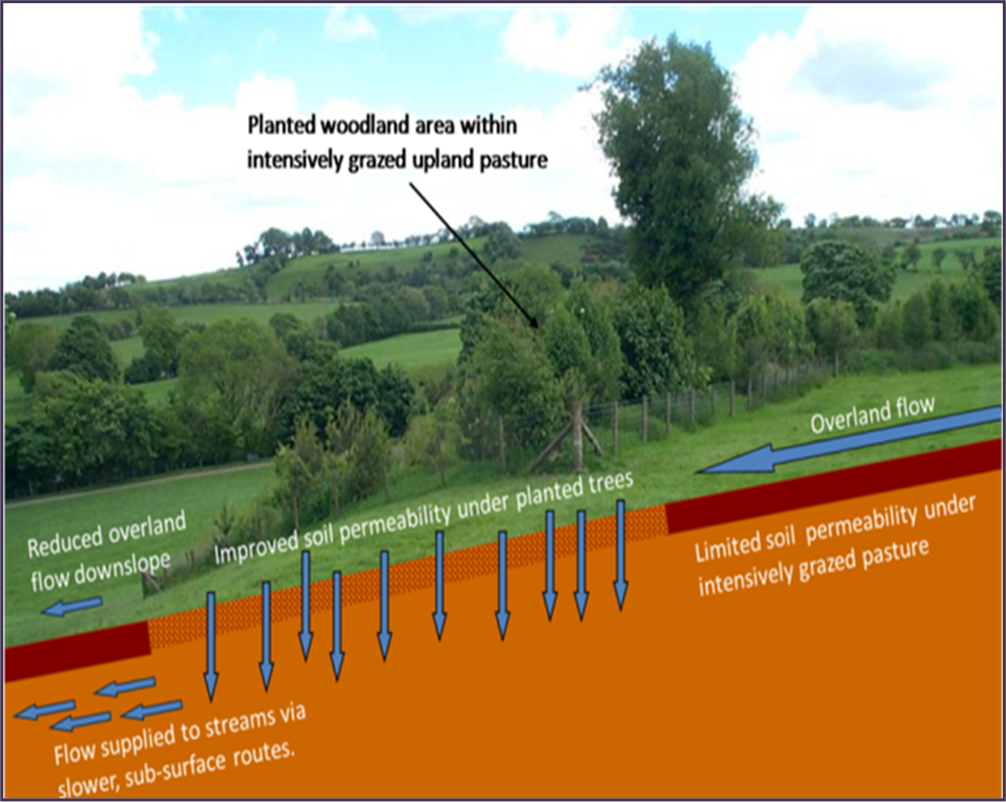 Planted woodland area within
intensively grazed upland pasture
Overland flow
Improved soil permeability under planted trees
Reduced overland
flow downslope
Limited soil permeability under
intensively grazed pasture
Flow supplied to streams via
slower, sub-surface routes.